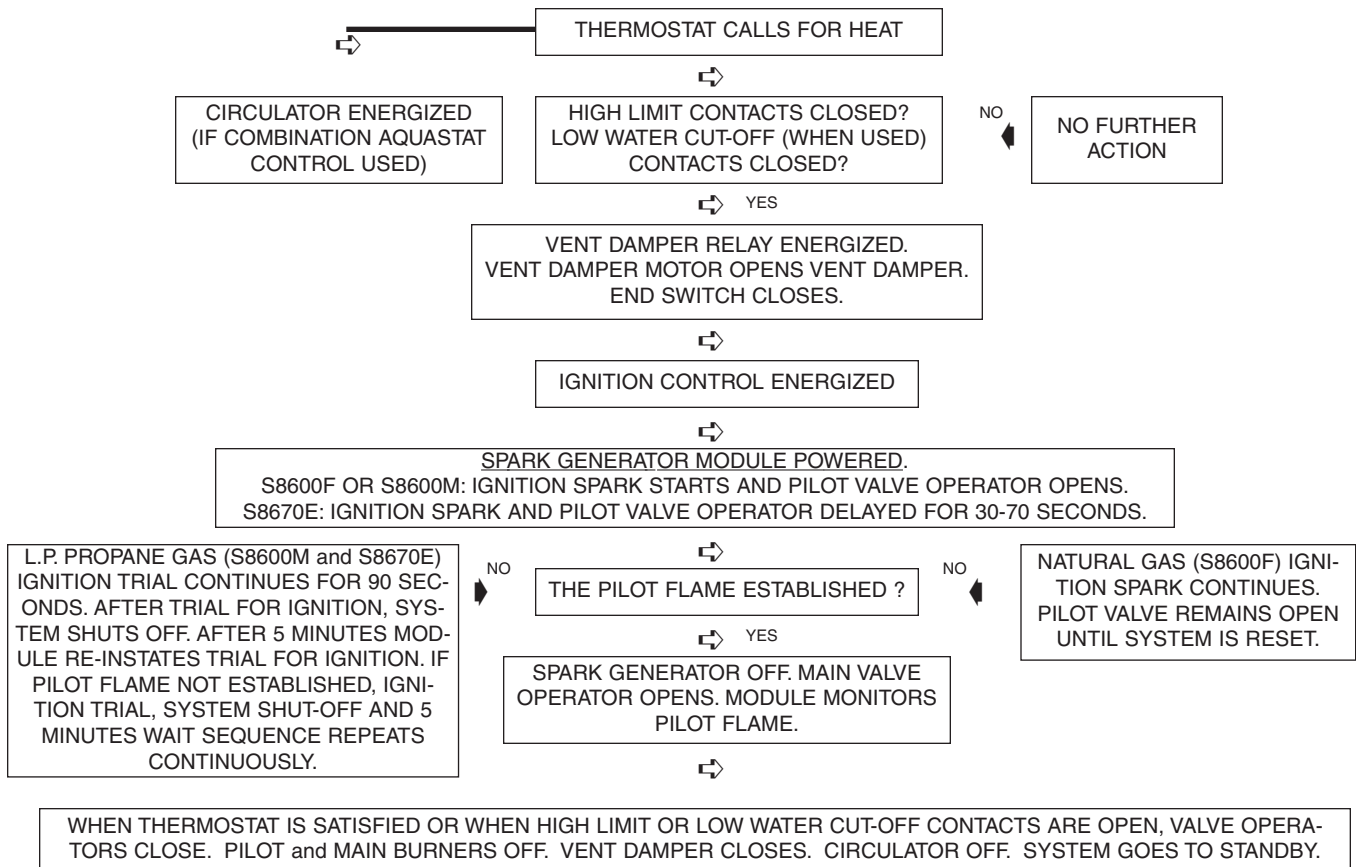 THERMOSTAT CALLS FOR HEAT
CIRCULATOR ENERGIZED
(IF COMBINATION AQUASTAT
CONTROL USED)
HIGH LIMIT CONTACTS CLOSED?
LOW WATER CUT-OFF (WHEN USED)
CONTACTS CLOSED?
NO
NO FURTHER
ACTION
YES
VENT DAMPER RELAY ENERGIZED.
VENT DAMPER MOTOR OPENS VENT DAMPER.
END SWITCH CLOSES.
IGNITION CONTROL ENERGIZED
SPARK GENERATOR MODULE POWERED.
S8600F OR S8600M: IGNITION SPARK STARTS AND PILOT VALVE OPERATOR OPENS.
S8670E: IGNITION SPARK AND PILOT VALVE OPERATOR DELAYED FOR 30-70 SECONDS.
L.P. PROPANE GAS (S8600M and S8670E)
IGNITION TRIAL CONTINUES FOR 90 SEC-
ONDS. AFTER TRIAL FOR IGNITION, SYS-
TEM SHUTS OFF. AFTER 5 MINUTES MOD-
ULE RE-INSTATES TRIAL FOR IGNITION. IF
PILOT FLAME NOT ESTABLISHED, IGNI-
TION TRIAL, SYSTEM SHUT-OFF AND 5
MINUTES WAIT SEQUENCE REPEATS
CONTINUOUSLY.
NO
THE PILOT FLAME ESTABLISHED ?
NO
NATURAL GAS (S8600F) IGNI-
TION SPARK CONTINUES.
PILOT VALVE REMAINS OPEN
UNTIL SYSTEM IS RESET.
YES
SPARK GENERATOR OFF. MAIN VALVE
OPERATOR OPENS. MODULE MONITORS
PILOT FLAME.
WHEN THERMOSTAT IS SATISFIED OR WHEN HIGH LIMIT OR LOW WATER CUT-OFF CONTACTS ARE OPEN, VALVE OPERA-
TORS CLOSE. PILOT and MAIN BURNERS OFF. VENT DAMPER CLOSES. CIRCULATOR OFF. SYSTEM GOES TO STANDBY.